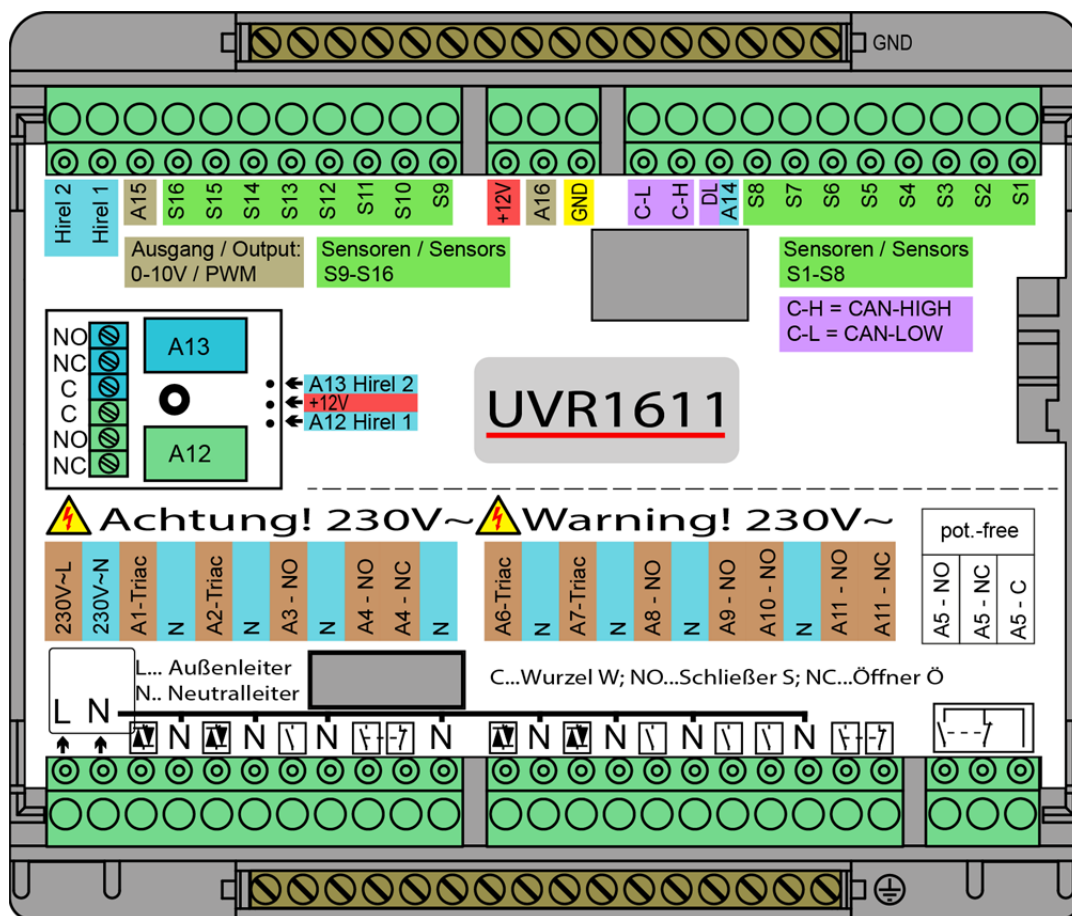 GND
Hirel 2
Hirel 1
A15
S16
S15
S14
S13
S12
S11
S10
S9
+12V
A16
GND
C-L
C-H
DL
A14
S8
S7
S6
S5
S4
S3
S2
S1
Ausgang / Output:
0-10V / PWM
Sensoren / Sensors
S9-S16
Sensoren / Sensors
S1-S8
C-H = CAN-HIGH
C-L = CAN-LOW
NO
NC
C
C
NO
NC
A13
A12
A13 Hirel 2
+12V
A12 Hirel 1
UVR1611
Achtung! 230V~
Warning! 230V~
230V~L
230V~N
A1-Triac
N
A2-Triac
N
A3 - NO
N
A4 - NO
A4 - NC
N
A6-Triac
N
A7-Triac
N
A8 - NO
N
A9 - NO
A10 - NO
N
A11 - NO
A11 - NC
pot.-free
A5 - NO
A5 - NC
A5 - C
L... Außenleiter
N.. Neutralleiter
C...Wurzel W; NO...Schließer S; NC...Öffner Ö
L N
N N N N N N N N